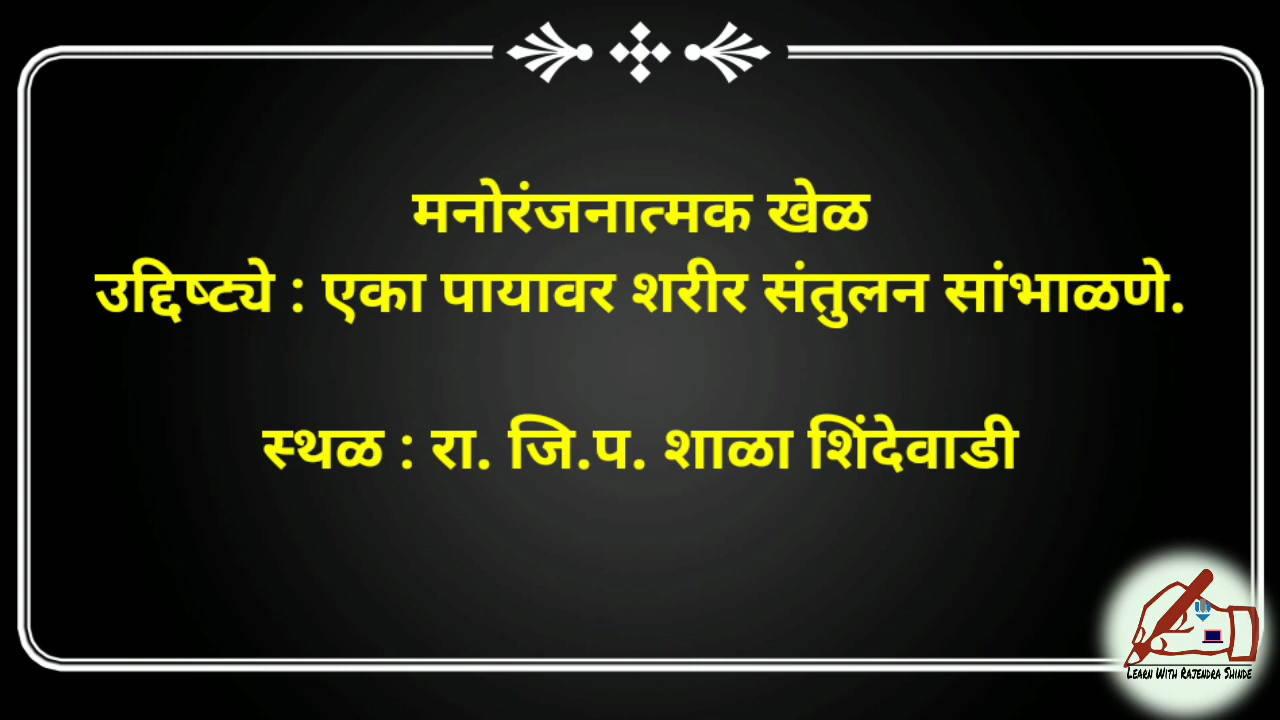 मनोरंजनात्मक खेळ
उद्दिष्ट्ये : एका पायावर शरीर संतुलन सांभाळणे.
स्थळ : रा. जि.प. शाळा शिंदेवाडी
LEARN WITH RAJENDRA SHINDE